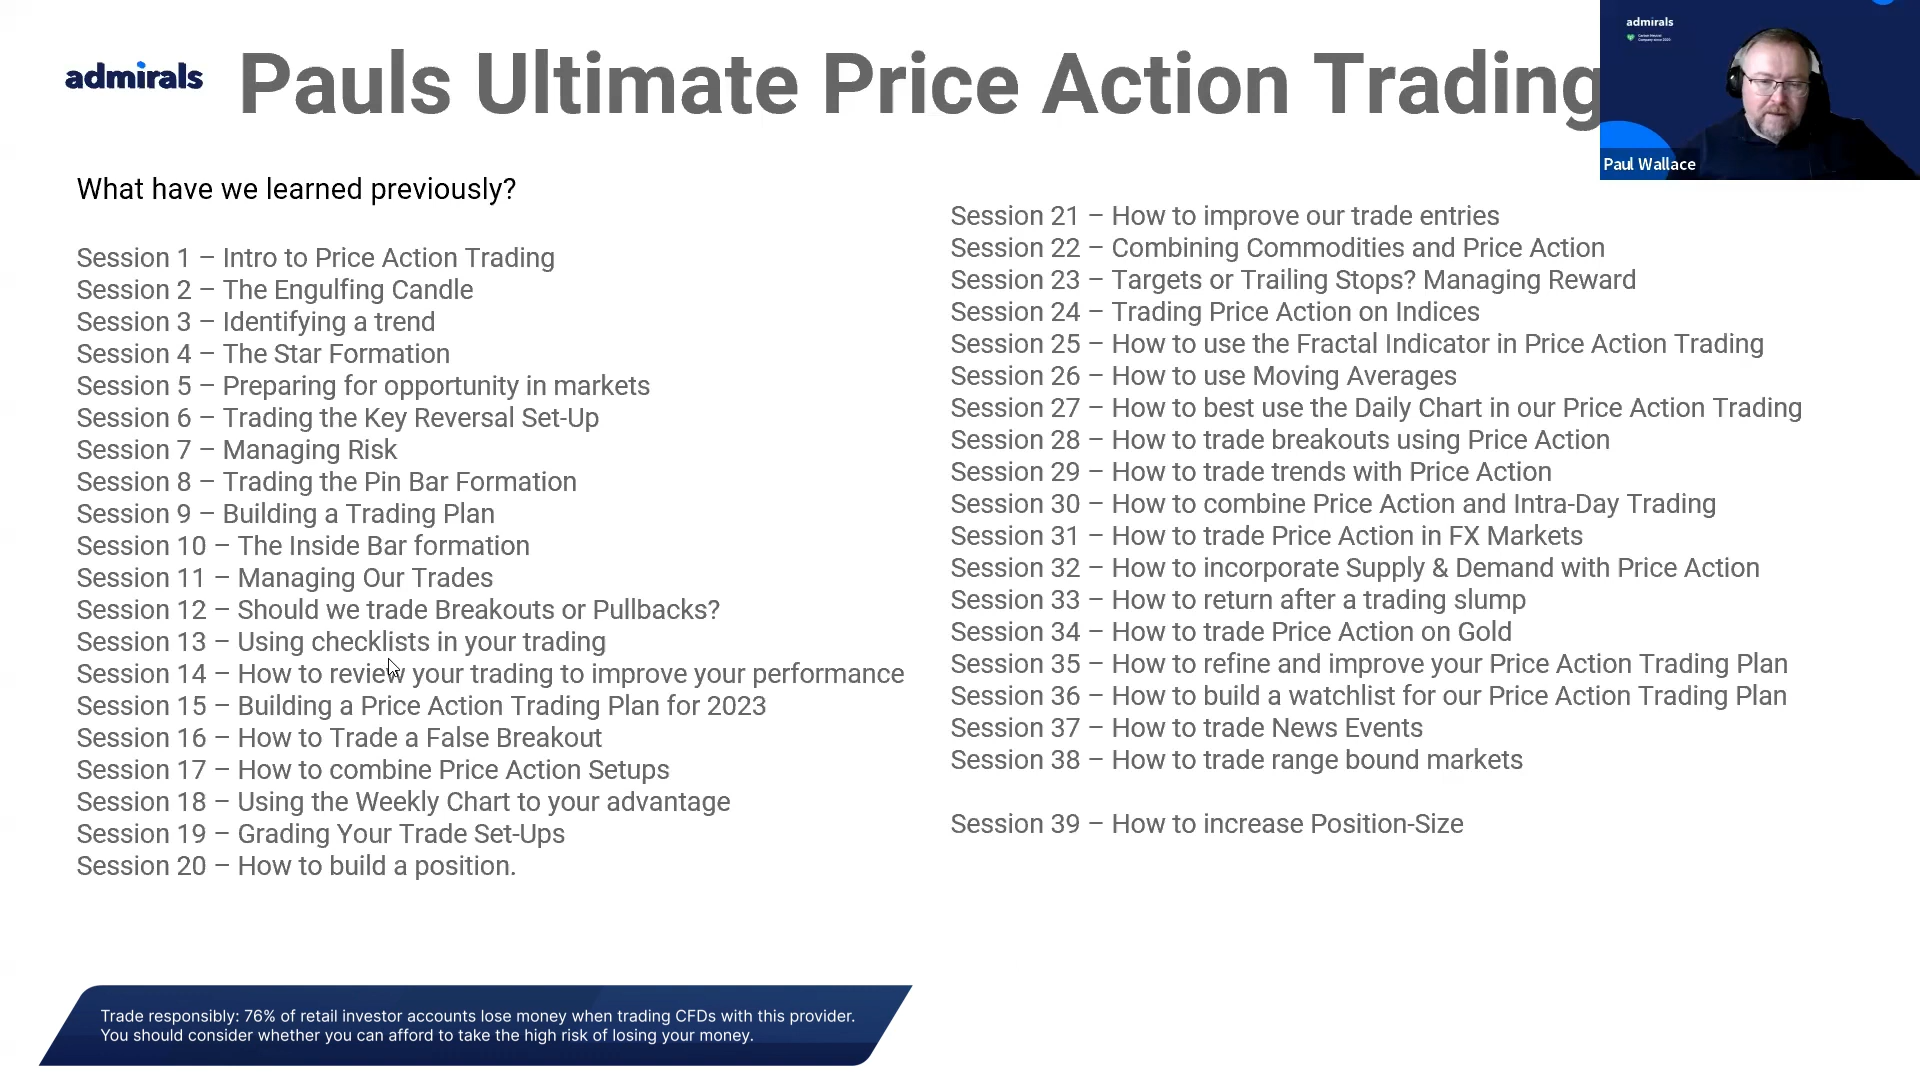 admirals
Pauls Ultimate Price Action Trading
admirals
Carbon Neutral
Company since 2020
Paul Wallace
What have we learned previously?
Session 1 – Intro to Price Action Trading
Session 2 – The Engulfing Candle
Session 3 – Identifying a trend
Session 4 – The Star Formation
Session 5 – Preparing for opportunity in markets
Session 6 – Trading the Key Reversal Set-Up
Session 7 – Managing Risk
Session 8 – Trading the Pin Bar Formation
Session 9 – Building a Trading Plan
Session 10 – The Inside Bar formation
Session 11 – Managing Our Trades
Session 12 – Should we trade Breakouts or Pullbacks?
Session 13 – Using checklists in your trading
Session 14 – How to review your trading to improve your performance
Session 15 – Building a Price Action Trading Plan for 2023
Session 16 – How to Trade a False Breakout
Session 17 – How to combine Price Action Setups
Session 18 – Using the Weekly Chart to your advantage
Session 19 – Grading Your Trade Set-Ups
Session 20 – How to build a position.
Session 21 – How to improve our trade entries
Session 22 – Combining Commodities and Price Action
Session 23 – Targets or Trailing Stops? Managing Reward
Session 24 – Trading Price Action on Indices
Session 25 – How to use the Fractal Indicator in Price Action Trading
Session 26 – How to use Moving Averages
Session 27 – How to best use the Daily Chart in our Price Action Trading
Session 28 – How to trade breakouts using Price Action
Session 29 – How to trade trends with Price Action
Session 30 – How to combine Price Action and Intra-Day Trading
Session 31 – How to trade Price Action in FX Markets
Session 32 – How to incorporate Supply & Demand with Price Action
Session 33 – How to return after a trading slump
Session 34 – How to trade Price Action on Gold
Session 35 – How to refine and improve your Price Action Trading Plan
Session 36 – How to build a watchlist for our Price Action Trading Plan
Session 37 – How to trade News Events
Session 38 – How to trade range bound markets
Session 39 – How to increase Position-Size
Trade responsibly: 76% of retail investor accounts lose money when trading CFDs with this provider.
You should consider whether you can afford to take the high risk of losing your money.